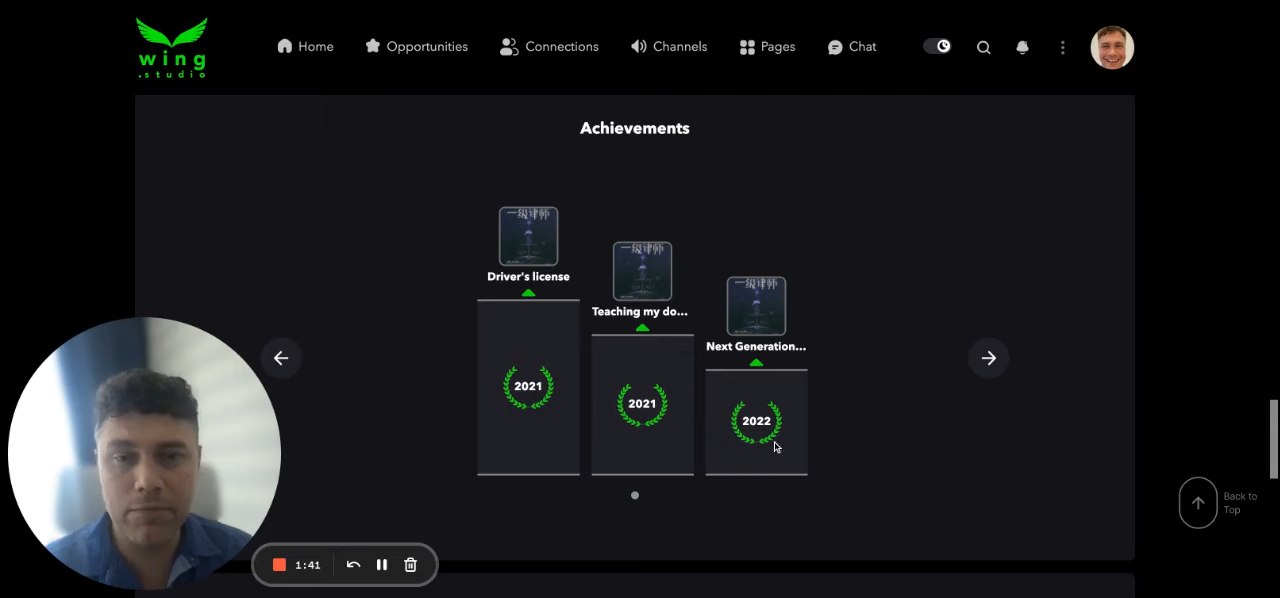 wing
.studio
Home
Opportunities
Connections
Channels
Pages
Chat
Achievements
一级律师
Driver's license
2021
一级律师
Teaching my do...
2021
一级律师
Next Generation...
2022
Back to
Top
1:41